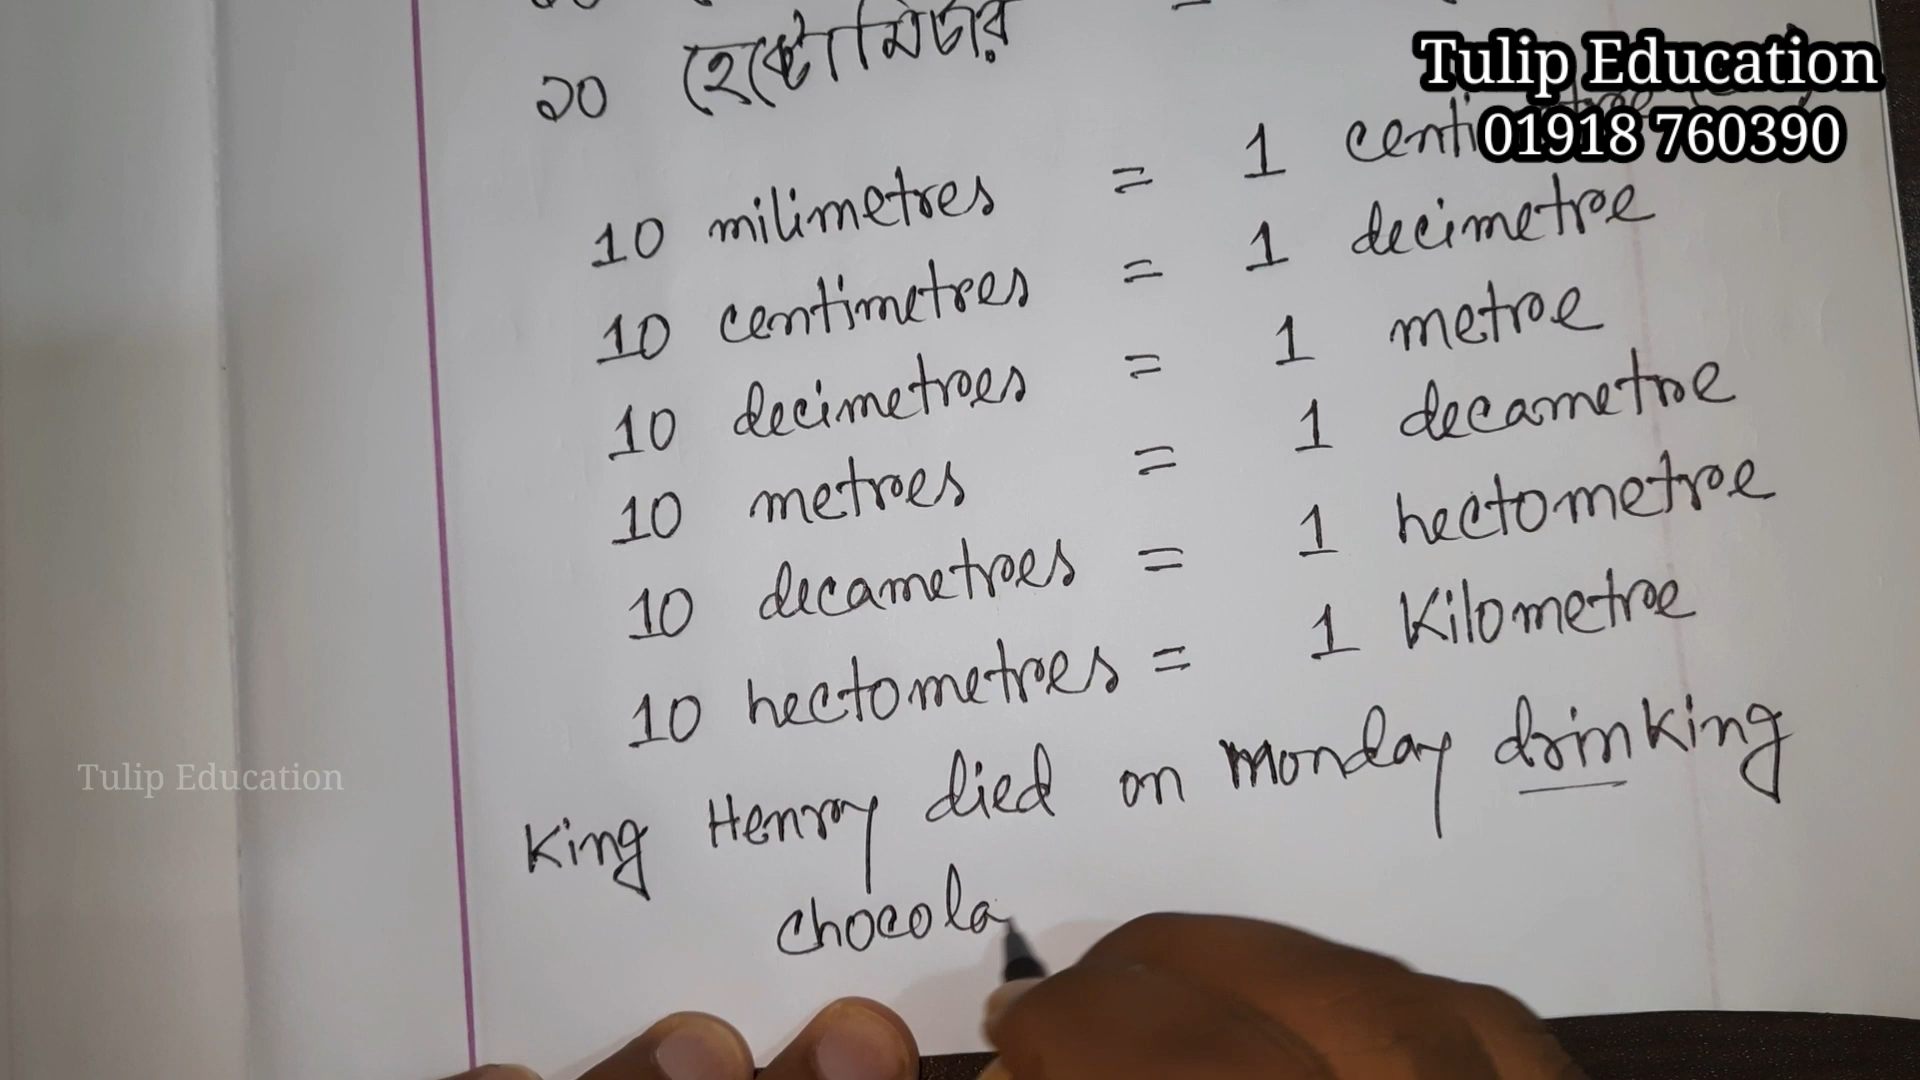 ১০ হেক্টোমিটার
Tulip Education
01918 760390
10 milimetres = 1 centi
10 centimetres = 1 decimetre
10 decimetres = 1 metre
10 metres = 1 decametre
10 decametres = 1 hectometre
10 hectometres = 1 Kilometre
King Henry died on monday drinking
chocola
Tulip Education